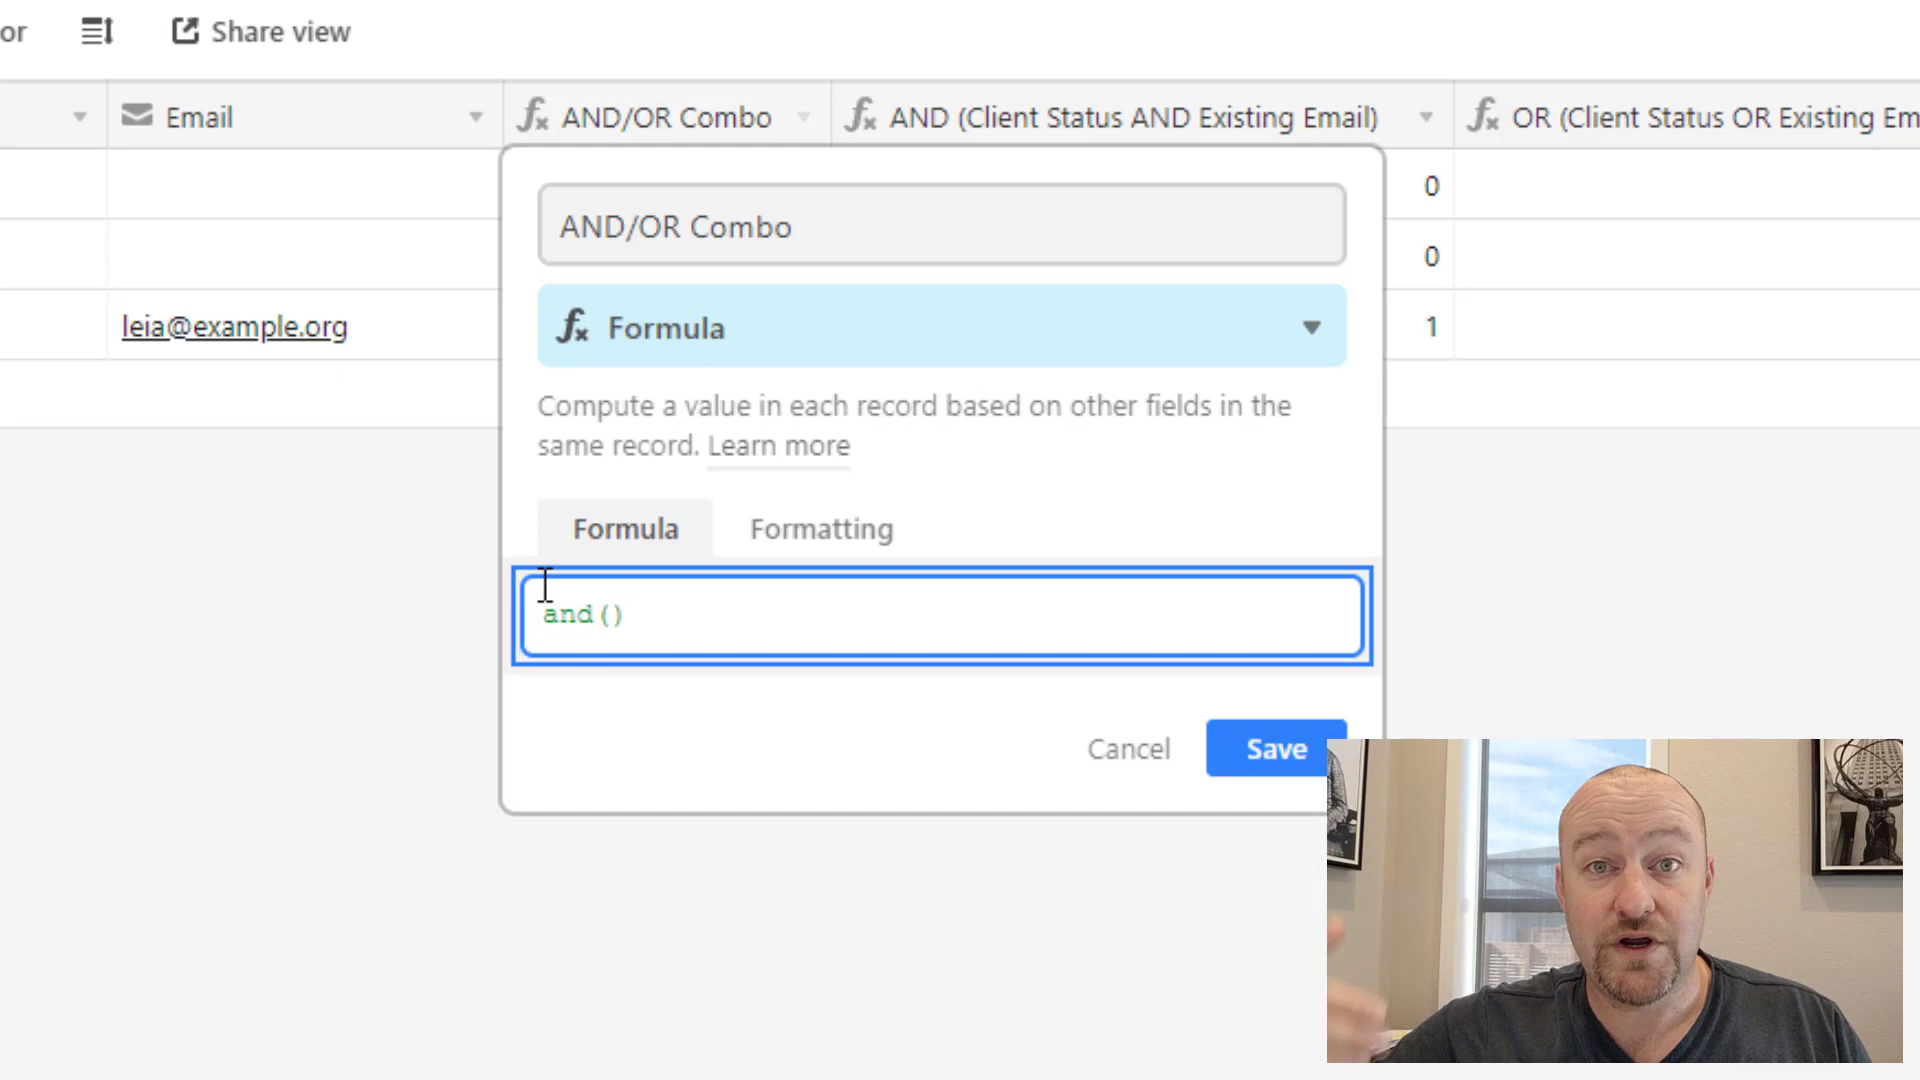 or
Share view
Email
AND/OR Combo
AND (Client Status AND Existing Email)
OR (Client Status OR Existing Em
0
0
leia@example.org
1
AND/OR Combo
Formula
Compute a value in each record based on other fields in the
same record. Learn more
Formula
Formatting
and()
Cancel
Save